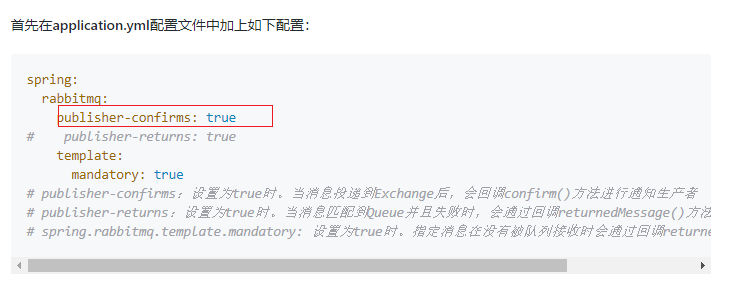 首先在application.yml配置文件中加上如下配置：
spring:
  rabbitmq:
    publisher-confirms: true
#    publisher-returns: true
    template:
      mandatory: true
# publisher-confirms：设置为true时。当消息投递到Exchange后，会回调confirm()方法进行通知生产者
# publisher-returns：设置为true时。当消息匹配到Queue并且失败时，会通过回调returnedMessage()方法
# spring.rabbitmq.template.mandatory: 设置为true时。指定消息在没有被队列接收时会通过回调returne